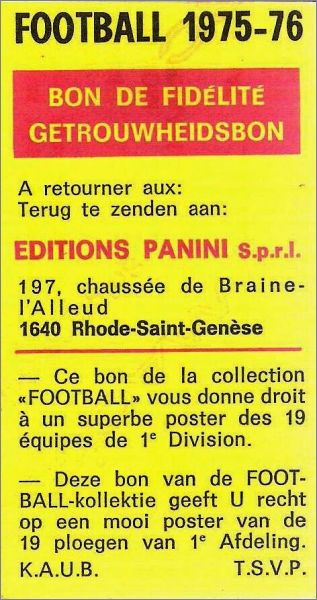 FOOTBALL 1975-76
BON DE FIDÉLITÉ
GETROUWHEIDSBON
A retourner aux:
Terug te zenden aan:
EDITIONS PANINI s.p.r.l.
197, chaussée de Braine-
l'Alleud
1640 Rhode-Saint-Genèse
— Ce bon de la collection
«FOOTBALL» vous donne droit
à un superbe poster des 19
équipes de 1e Division.
— Deze bon van de FOOT-
BALL-kollektie geeft U recht
op een mooi poster van de
19 ploegen van 1e Afdeling.
K.A.U.B. T.S.V.P.